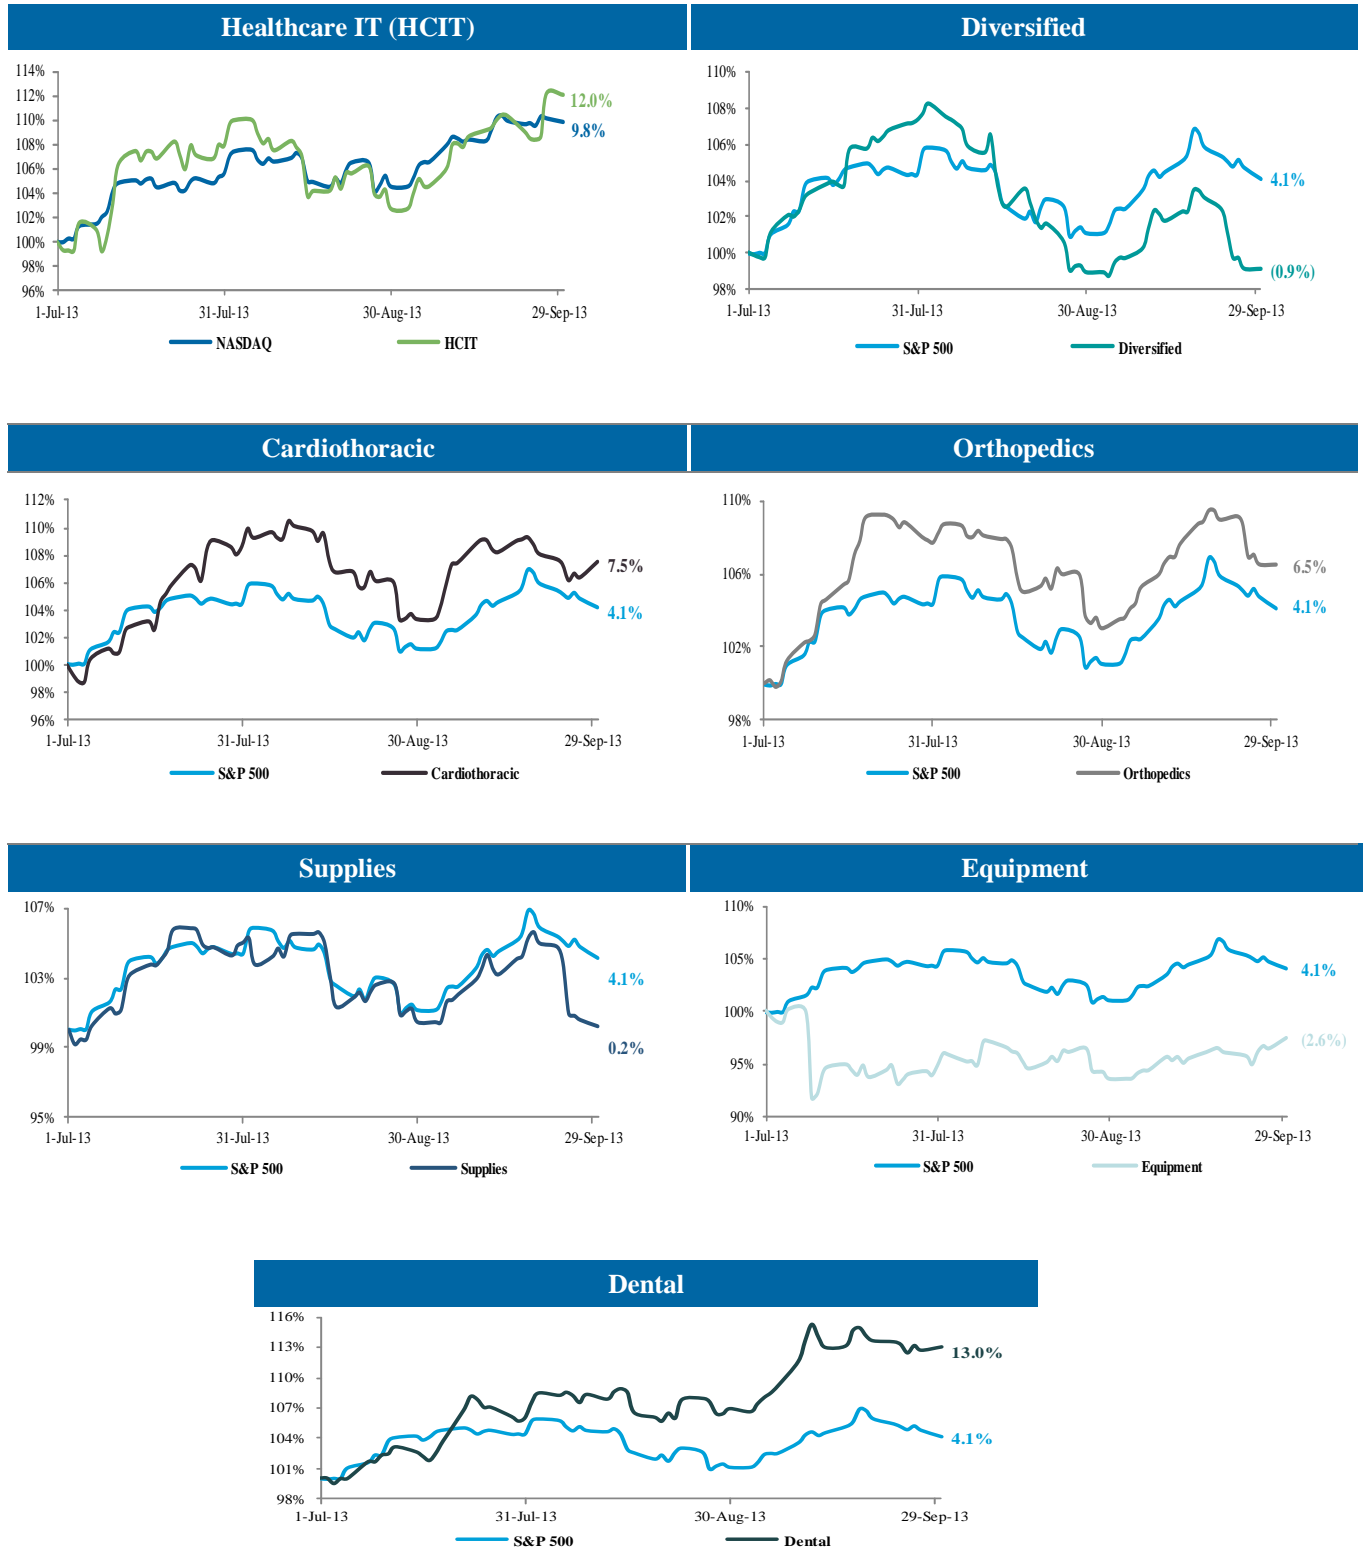 Healthcare IT (HCIT)
114%
112%
110%
108%
106%
104%
102%
100%
98%
96%
12.0%
9.8%
1-Jul-13 31-Jul-13 30-Aug-13 29-Sep-13
NASDAQ HCIT
Diversified
110%
108%
106%
104%
102%
100%
98%
4.1%
(0.9%)
1-Jul-13 31-Jul-13 30-Aug-13 29-Sep-13
S&P 500 Diversified
Cardiothoracic
112%
110%
108%
106%
104%
102%
100%
98%
96%
7.5%
4.1%
1-Jul-13 31-Jul-13 30-Aug-13 29-Sep-13
S&P 500 Cardiothoracic
Orthopedics
110%
106%
102%
98%
6.5%
4.1%
1-Jul-13 31-Jul-13 30-Aug-13 29-Sep-13
S&P 500 Orthopedics
Supplies
107%
103%
99%
95%
4.1%
0.2%
1-Jul-13 31-Jul-13 30-Aug-13 29-Sep-13
S&P 500 Supplies
Equipment
110%
105%
100%
95%
90%
4.1%
(2.6%)
1-Jul-13 31-Jul-13 30-Aug-13 29-Sep-13
S&P 500 Equipment
Dental
116%
113%
110%
107%
104%
101%
98%
13.0%
4.1%
1-Jul-13 31-Jul-13 30-Aug-13 29-Sep-13
S&P 500 Dental